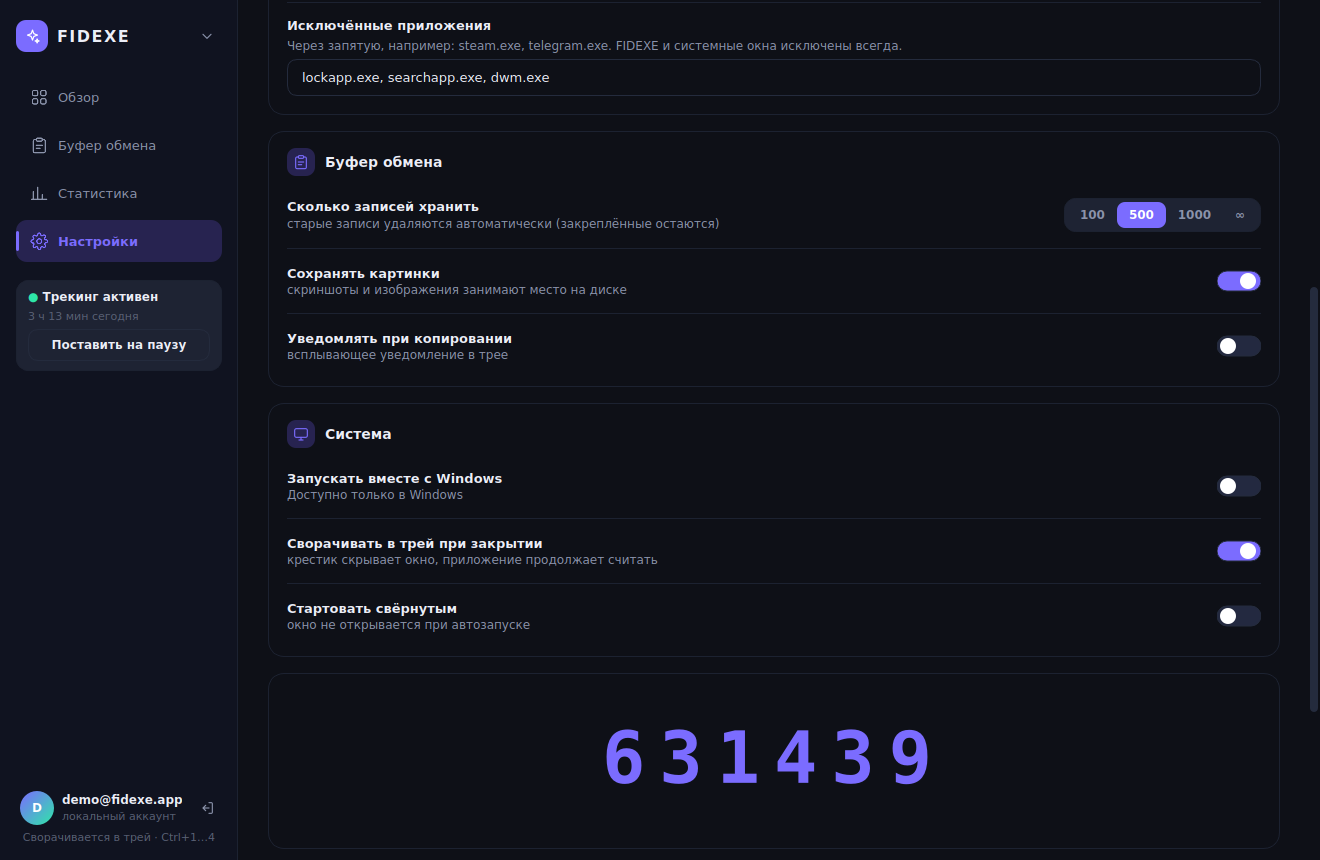 FIDEXE
Обзор
Буфер обмена
Статистика
Настройки
Трекинг активен
3 ч 13 мин сегодня
Поставить на паузу
demo@fidexe.app
D
локальный аккаунт
Сворачивается в трей · Ctrl+1…4
Исключённые приложения
Через запятую, например: steam.exe, telegram.exe. FIDEXE и системные окна исключены всегда.
lockapp.exe, searchapp.exe, dwm.exe
Буфер обмена
Сколько записей хранить
старые записи удаляются автоматически (закреплённые остаются)
100 500 1000 ∞
Сохранять картинки
скриншоты и изображения занимают место на диске
Уведомлять при копировании
всплывающее уведомление в трее
Система
Запускать вместе с Windows
Доступно только в Windows
Сворачивать в трей при закрытии
крестик скрывает окно, приложение продолжает считать
Стартовать свёрнутым
окно не открывается при автозапуске
631439